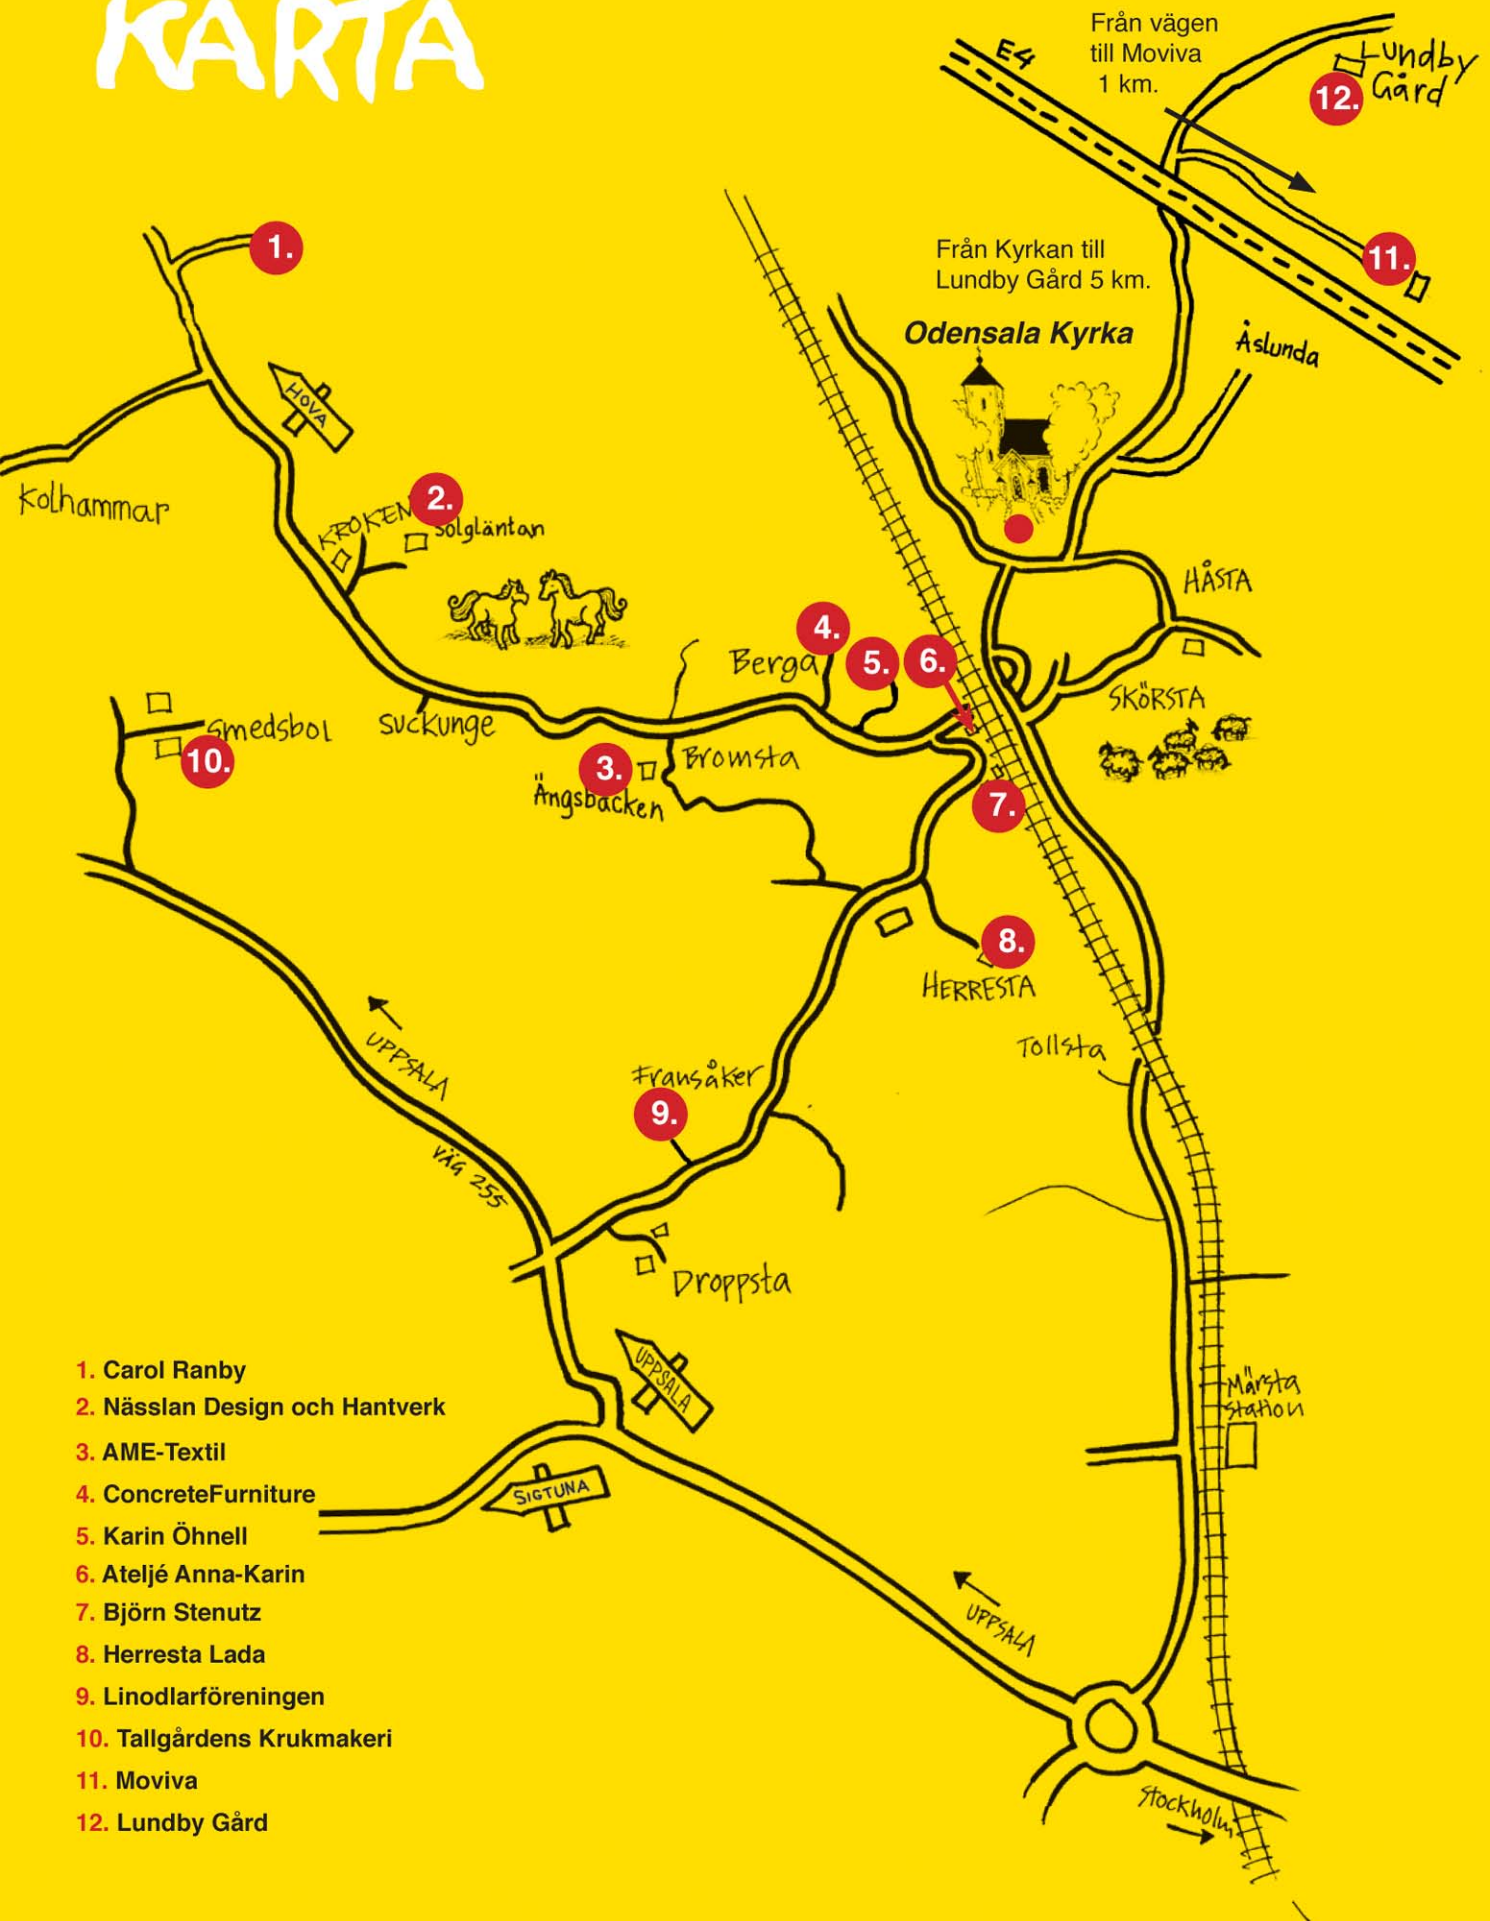 KARTA
E4
Från vägen
till Moviva
1 km.
Lundby
Gård
12.
1.
11.
Från Kyrkan till
Lundby Gård 5 km.
Odensala Kyrka
Åslunda
HOVA
Kolhammar
KROKEN
2.
Solgläntan
HÅSTA
4.
Berga
5.
6.
SKÖRSTA
Smedsbol
10.
Suckunge
3.
Bromsta
Ängsbacken
7.
8.
HERRESTA
UPPSALA
Tollsta
Fransåker
9.
VÄG 255
Droppsta
UPPSALA
Märsta
Station
SIGTUNA
UPPSALA
Stockholm
1. Carol Ranby
2. Nässlan Design och Hantverk
3. AME-Textil
4. ConcreteFurniture
5. Karin Öhnell
6. Ateljé Anna-Karin
7. Björn Stenutz
8. Herresta Lada
9. Linodlarföreningen
10. Tallgårdens Krukmakeri
11. Moviva
12. Lundby Gård